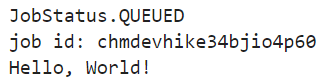 JobStatus.QUEUED
job id: chmdevhike34bjio4p60
Hello, World!